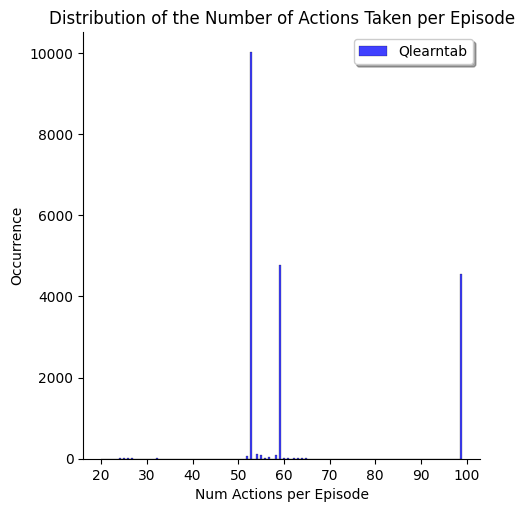 Distribution of the Number of Actions Taken per Episode
Qlearntab
10000
8000
6000
4000
2000
0
Occurrence
20 30 40 50 60 70 80 90 100
Num Actions per Episode